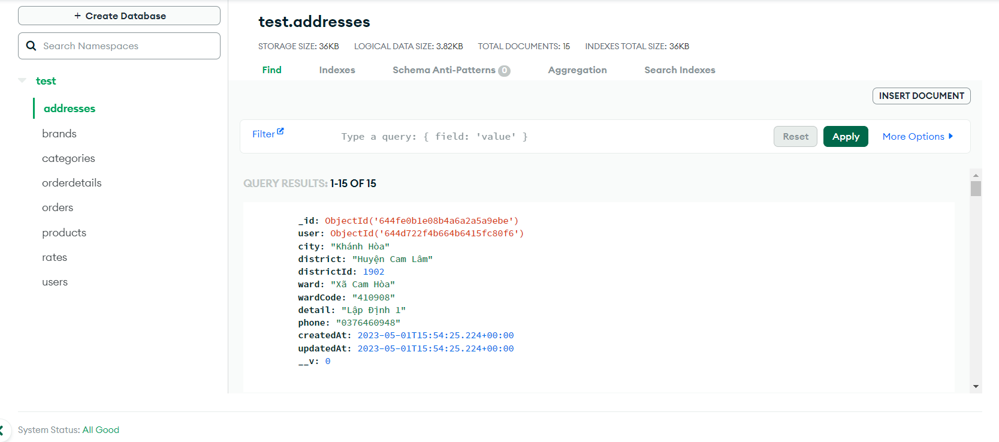 + Create Database
Search Namespaces
test
addresses
brands
categories
orderdetails
orders
products
rates
users
test.addresses
STORAGE SIZE: 36KB LOGICAL DATA SIZE: 3.82KB TOTAL DOCUMENTS: 15 INDEXES TOTAL SIZE: 36KB
Find Indexes Schema Anti-Patterns 0 Aggregation Search Indexes
INSERT DOCUMENT
Filter Type a query: { field: 'value' } Reset Apply More Options
QUERY RESULTS: 1-15 OF 15
_id: ObjectId('644fe0b1e08b4a6a2a5a9ebe')
user: ObjectId('644d722f4b664b6415fc80f6')
city: "Khánh Hòa"
district: "Huyện Cam Lâm"
districtId: 1902
ward: "Xã Cam Hòa"
wardCode: "410908"
detail: "Lập Định 1"
phone: "0376460948"
createdAt: 2023-05-01T15:54:25.224+00:00
updatedAt: 2023-05-01T15:54:25.224+00:00
__v: 0
System Status: All Good